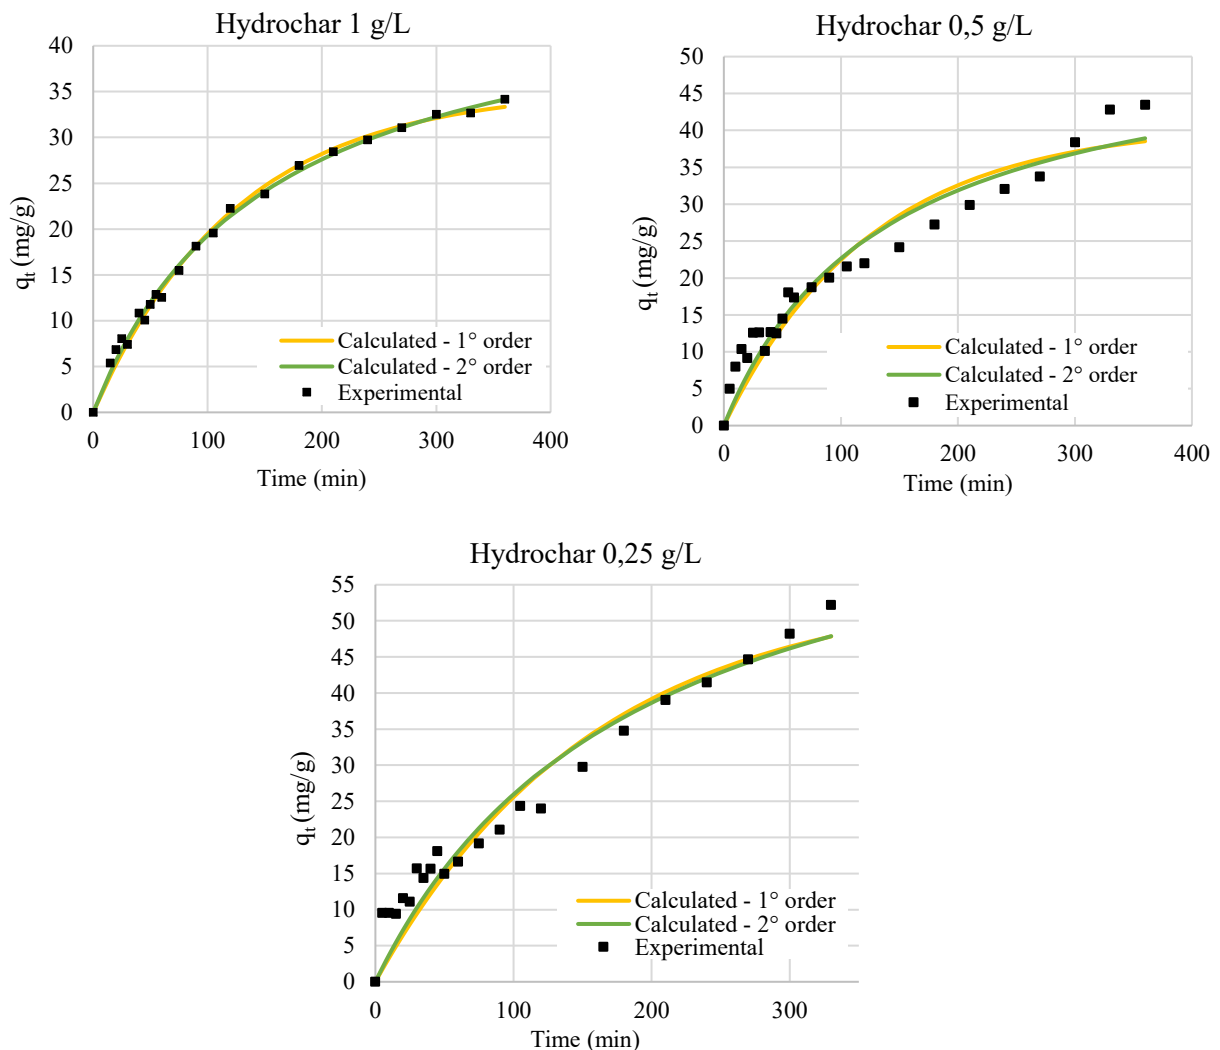 Hydrochar 1 g/L
40
35
30
25
20
15
10
5
0
qt (mg/g)
0 100 200 300 400
Time (min)
Calculated - 1° order
Calculated - 2° order
Experimental
Hydrochar 0,5 g/L
50
45
40
35
30
25
20
15
10
5
0
qt (mg/g)
0 100 200 300 400
Time (min)
Calculated - 1° order
Calculated - 2° order
Experimental
Hydrochar 0,25 g/L
55
50
45
40
35
30
25
20
15
10
5
0
qt (mg/g)
0 100 200 300
Time (min)
Calculated - 1° order
Calculated - 2° order
Experimental